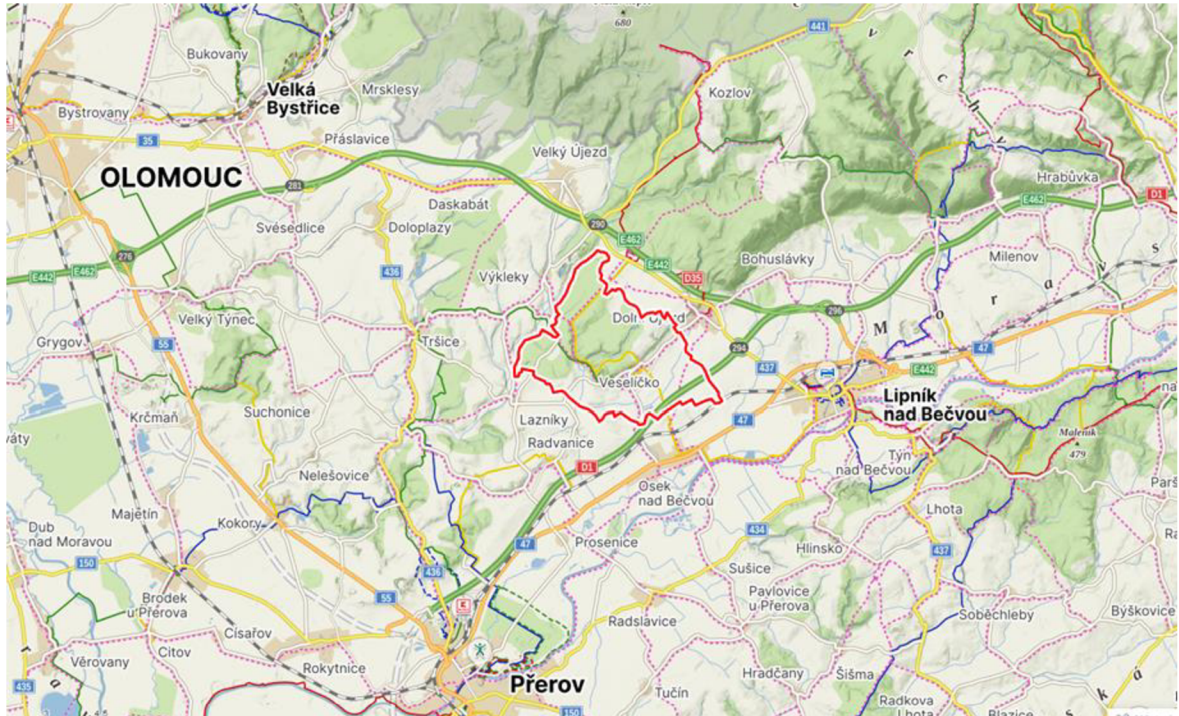 680
441
Bukovany
Velká
Bystřice
Mrsklesy
Kozlov
Bystrovany
35
Přáslavice
Velký Újezd
OLOMOUC
281
Daskabát
Hrabůvka
D1
E462
Svésedlice
Doloplazy
290
E462
276
E442
E462
436
Výkleky
E442
D35
Bohuslávky
Milenov
Velký Týnec
Dolní Újezd
296
M
o
r
a
v
s
Grygov
55
Tršice
294
437
47
E442
Veselíčko
Lipník
nad Bečvou
Krčmaň
Suchonice
Lazníky
47
Radvanice
Maleník
479
Týn
nad Bečvou
D1
Nelešovice
Osek
nad Bečvou
Majetín
Kokory
Lhota
Dub
nad Moravou
47
Prosenice
434
Hlinsko
437
150
436
Sušice
Brodek
u Přerova
55
Pavlovice
u Přerova
Radslavice
Soběchleby
Býškovice
Císařov
Citov
Věrovany
Rokytnice
Hradčany
Šišma
435
Přerov
Tučín
150
Radkova
Lhota
Blazice
k
á